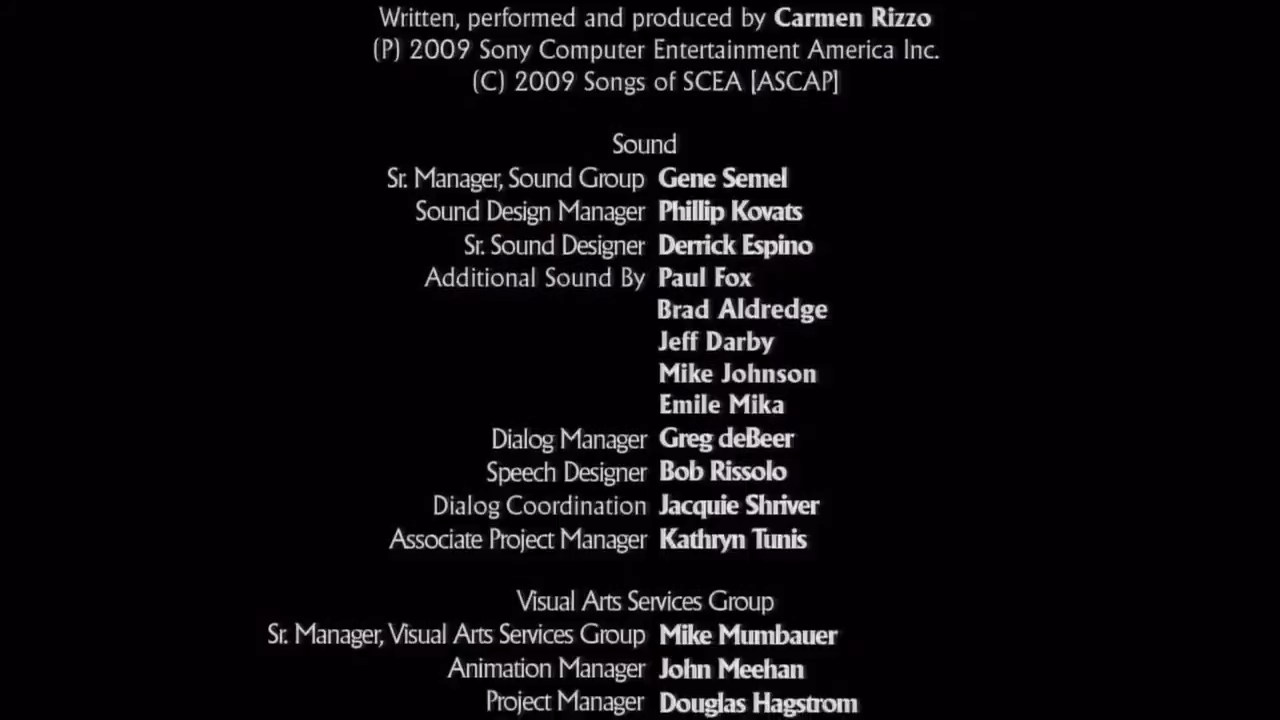 Written, performed and produced by Carmen Rizzo
(P) 2009 Sony Computer Entertainment America Inc.
(C) 2009 Songs of SCEA [ASCAP]
Sound
Sr. Manager, Sound Group Gene Semel
Sound Design Manager Phillip Kovats
Sr. Sound Designer Derrick Espino
Additional Sound By Paul Fox
Brad Aldredge
Jeff Darby
Mike Johnson
Emile Mika
Dialog Manager Greg deBeer
Speech Designer Bob Rissolo
Dialog Coordination Jacquie Shriver
Associate Project Manager Kathryn Tunis
Visual Arts Services Group
Sr. Manager, Visual Arts Services Group Mike Mumbauer
Animation Manager John Meehan
Project Manager Douglas Hagstrom